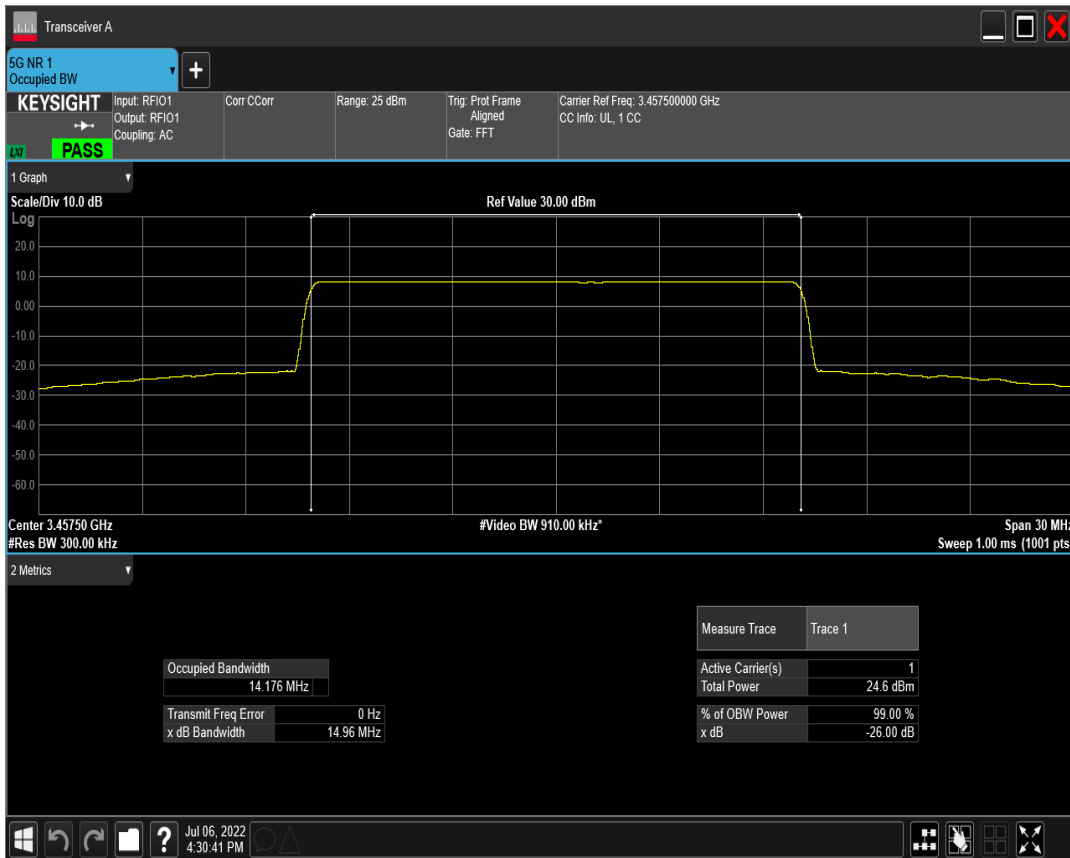 Transceiver A
5G NR 1
Occupied BW
KEYSIGHT
LXI
PASS
Input: RFIO1
Output: RFIO1
Coupling: AC
Corr CCorr
Range: 25 dBm
Trig: Prot Frame
Aligned
Gate: FFT
Carrier Ref Freq: 3.457500000 GHz
CC Info: UL, 1 CC
1 Graph
Scale/Div 10.0 dB
Ref Value 30.00 dBm
Log
20.0
10.0
0.00
-10.0
-20.0
-30.0
-40.0
-50.0
-60.0
Center 3.45750 GHz
#Video BW 910.00 kHz*
Span 30 MHz
#Res BW 300.00 kHz
Sweep 1.00 ms (1001 pts
2 Metrics
Measure Trace Trace 1
Occupied Bandwidth
14.176 MHz
Active Carrier(s) 1
Total Power 24.6 dBm
Transmit Freq Error 0 Hz
x dB Bandwidth 14.96 MHz
% of OBW Power 99.00 %
x dB -26.00 dB
?
Jul 06, 2022
4:30:41 PM